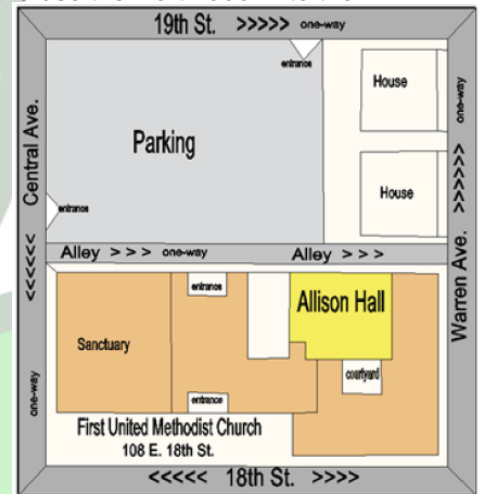 19th St. >>>>> one-way
entrance
House
one-way
Parking
Central Ave.
House
entrance
>>>>>>
<<<<<<
Alley > > > one-way
Alley > > >
Warren Ave.
entrance
Allison Hall
Sanctuary
courtyard
one-way
entrance
First United Methodist Church
108 E. 18th St.
<<<<< 18th St. >>>>